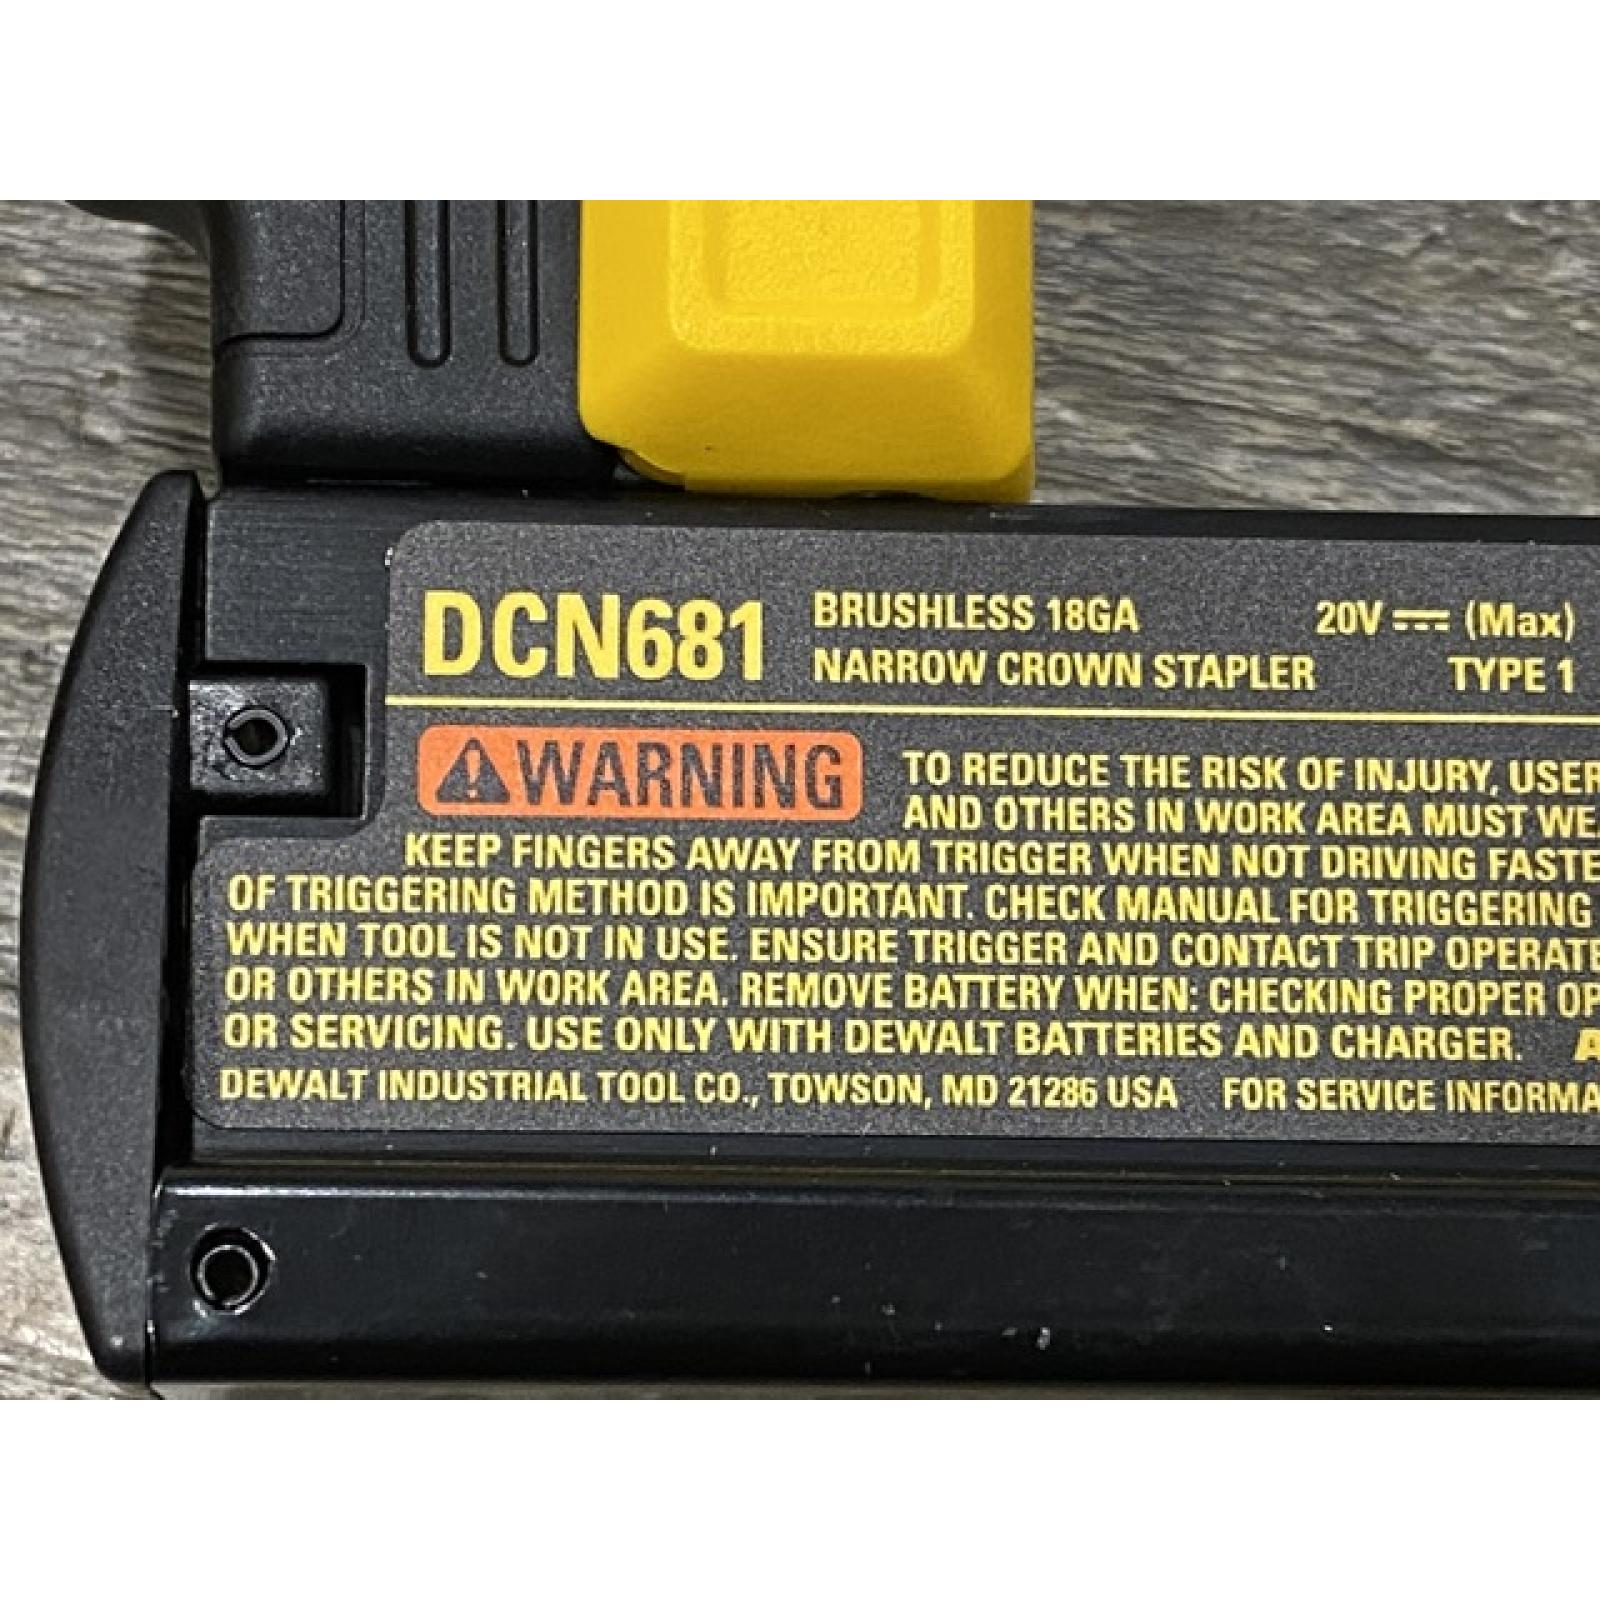 DCN681
BRUSHLESS 18GA
NARROW CROWN STAPLER
20V ⎓ (Max)
TYPE 1
⚠WARNING
TO REDUCE THE RISK OF INJURY, USER
AND OTHERS IN WORK AREA MUST
KEEP FINGERS AWAY FROM TRIGGER WHEN NOT DRIVING
OF TRIGGERING METHOD IS IMPORTANT. CHECK MANUAL FOR TRIGGERING
WHEN TOOL IS NOT IN USE. ENSURE TRIGGER AND CONTACT TRIP OPERATE
OR OTHERS IN WORK AREA. REMOVE BATTERY WHEN: CHECKING PROPER
OR SERVICING. USE ONLY WITH DEWALT BATTERIES AND CHARGER.
DEWALT INDUSTRIAL TOOL CO., TOWSON, MD 21286 USA FOR SERVICE